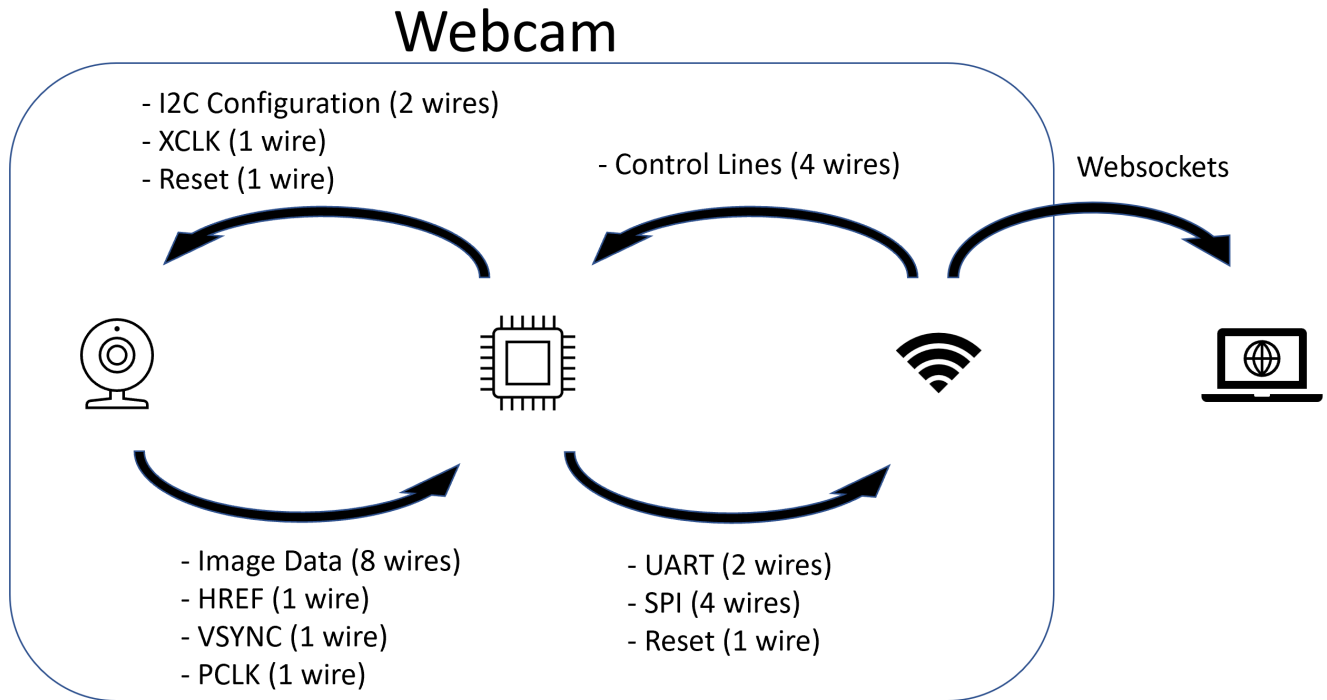 Webcam
- I2C Configuration (2 wires)
- XCLK (1 wire)
- Reset (1 wire)
- Control Lines (4 wires)
Websockets
- Image Data (8 wires)
- HREF (1 wire)
- VSYNC (1 wire)
- PCLK (1 wire)
- UART (2 wires)
- SPI (4 wires)
- Reset (1 wire)